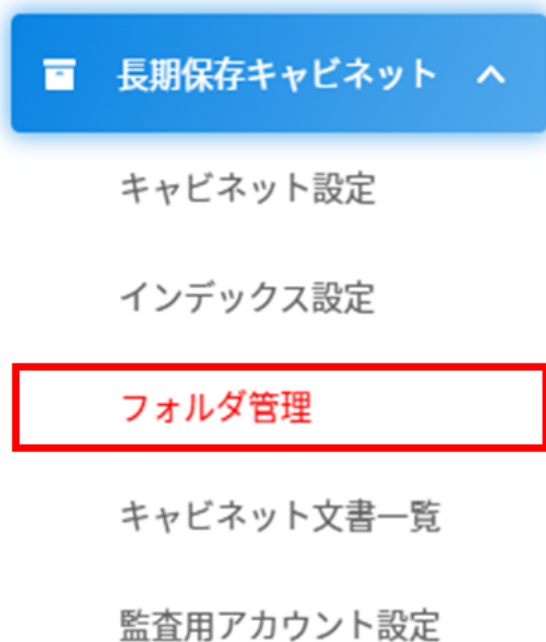 長期保存キャビネット
キャビネット設定
インデックス設定
フォルダ管理
キャビネット文書一覧
監査用アカウント設定